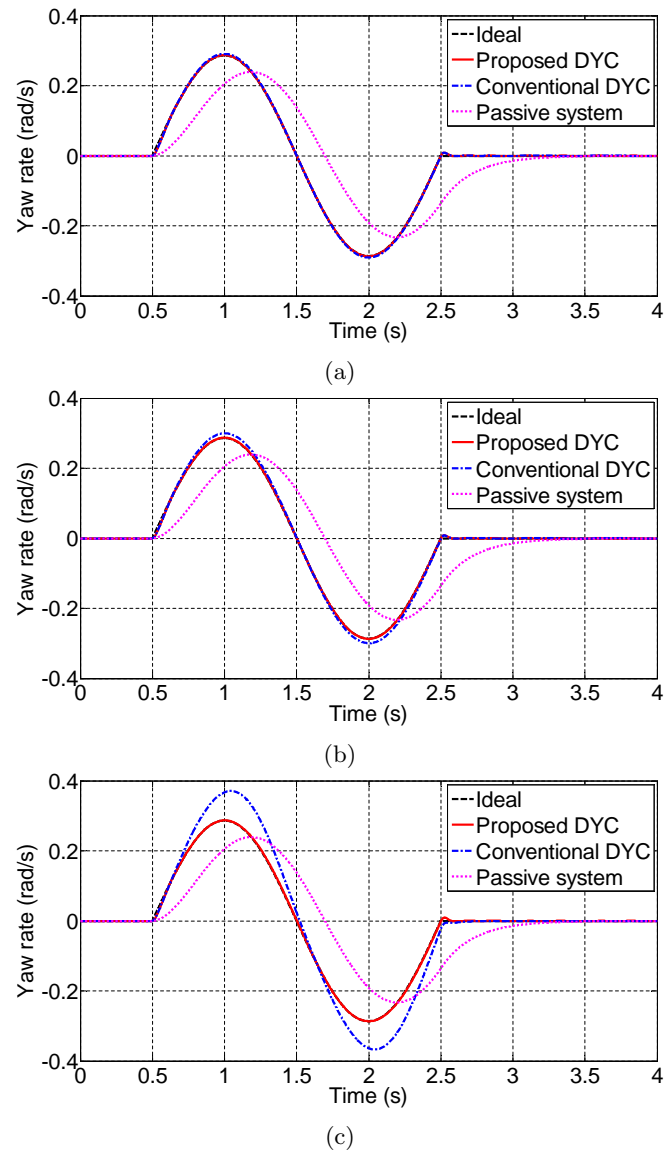 0.4
0.2
0
-0.2
-0.4
Yaw rate (rad/s)
Ideal
Proposed DYC
Conventional DYC
Passive system
0 0.5 1 1.5 2 2.5 3 3.5 4
Time (s)
(a)
0.4
0.2
0
-0.2
-0.4
Yaw rate (rad/s)
Ideal
Proposed DYC
Conventional DYC
Passive system
0 0.5 1 1.5 2 2.5 3 3.5 4
Time (s)
(b)
0.4
0.2
0
-0.2
-0.4
Yaw rate (rad/s)
Ideal
Proposed DYC
Conventional DYC
Passive system
0 0.5 1 1.5 2 2.5 3 3.5 4
Time (s)
(c)